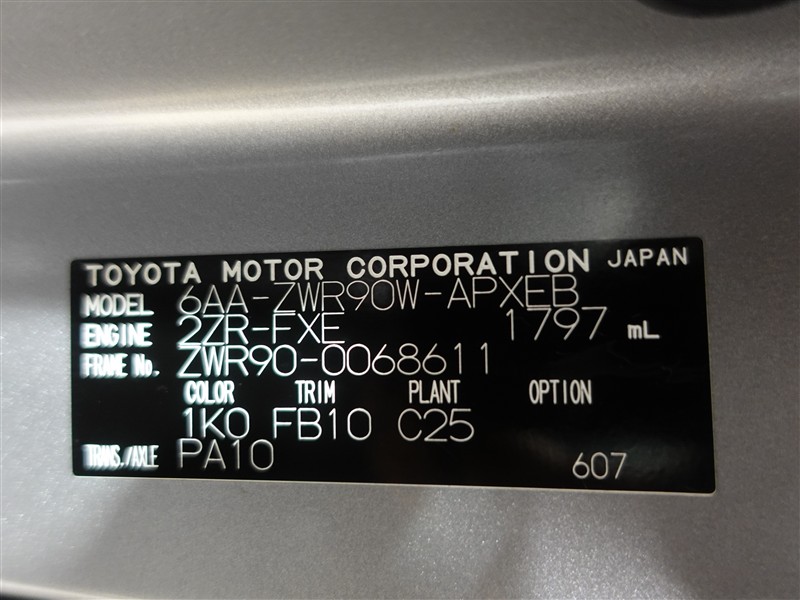 TOYOTA MOTOR CORPORATION JAPAN
MODEL 6AA-ZWR90W-APXEB
ENGINE 2ZR-FXE 1797 mL
FRAME No. ZWR90-0068611
COLOR TRIM PLANT OPTION
1K0 FB10 C25
TRANS./AXLE PA10 607